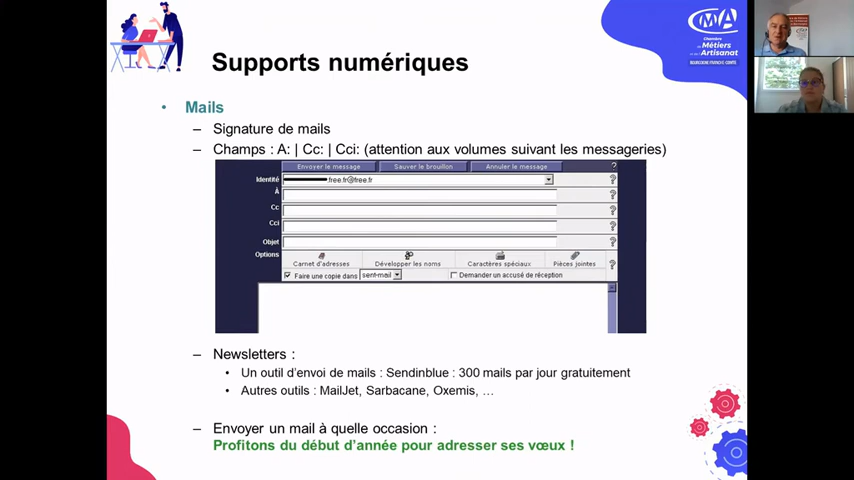 CMA
Chambre
de Métiers
et de l'Artisanat
BOURGOGNE-FRANCHE-COMTÉ
Supports numériques
• Mails
– Signature de mails
– Champs : A: | Cc: | Cci: (attention aux volumes suivant les messageries)
Envoyer le message Sauver le brouillon Annuler le message ?
Identité free.fr@free.fr ?
À ?
Cc ?
Cci ?
Objet ?
Options Carnet d'adresses Développer les noms Caractères spéciaux Pièces jointes ?
Faire une copie dans sent-mail Demander un accusé de réception
– Newsletters :
• Un outil d'envoi de mails : Sendinblue : 300 mails par jour gratuitement
• Autres outils : MailJet, Sarbacane, Oxemis, …
– Envoyer un mail à quelle occasion :
Profitons du début d'année pour adresser ses vœux !